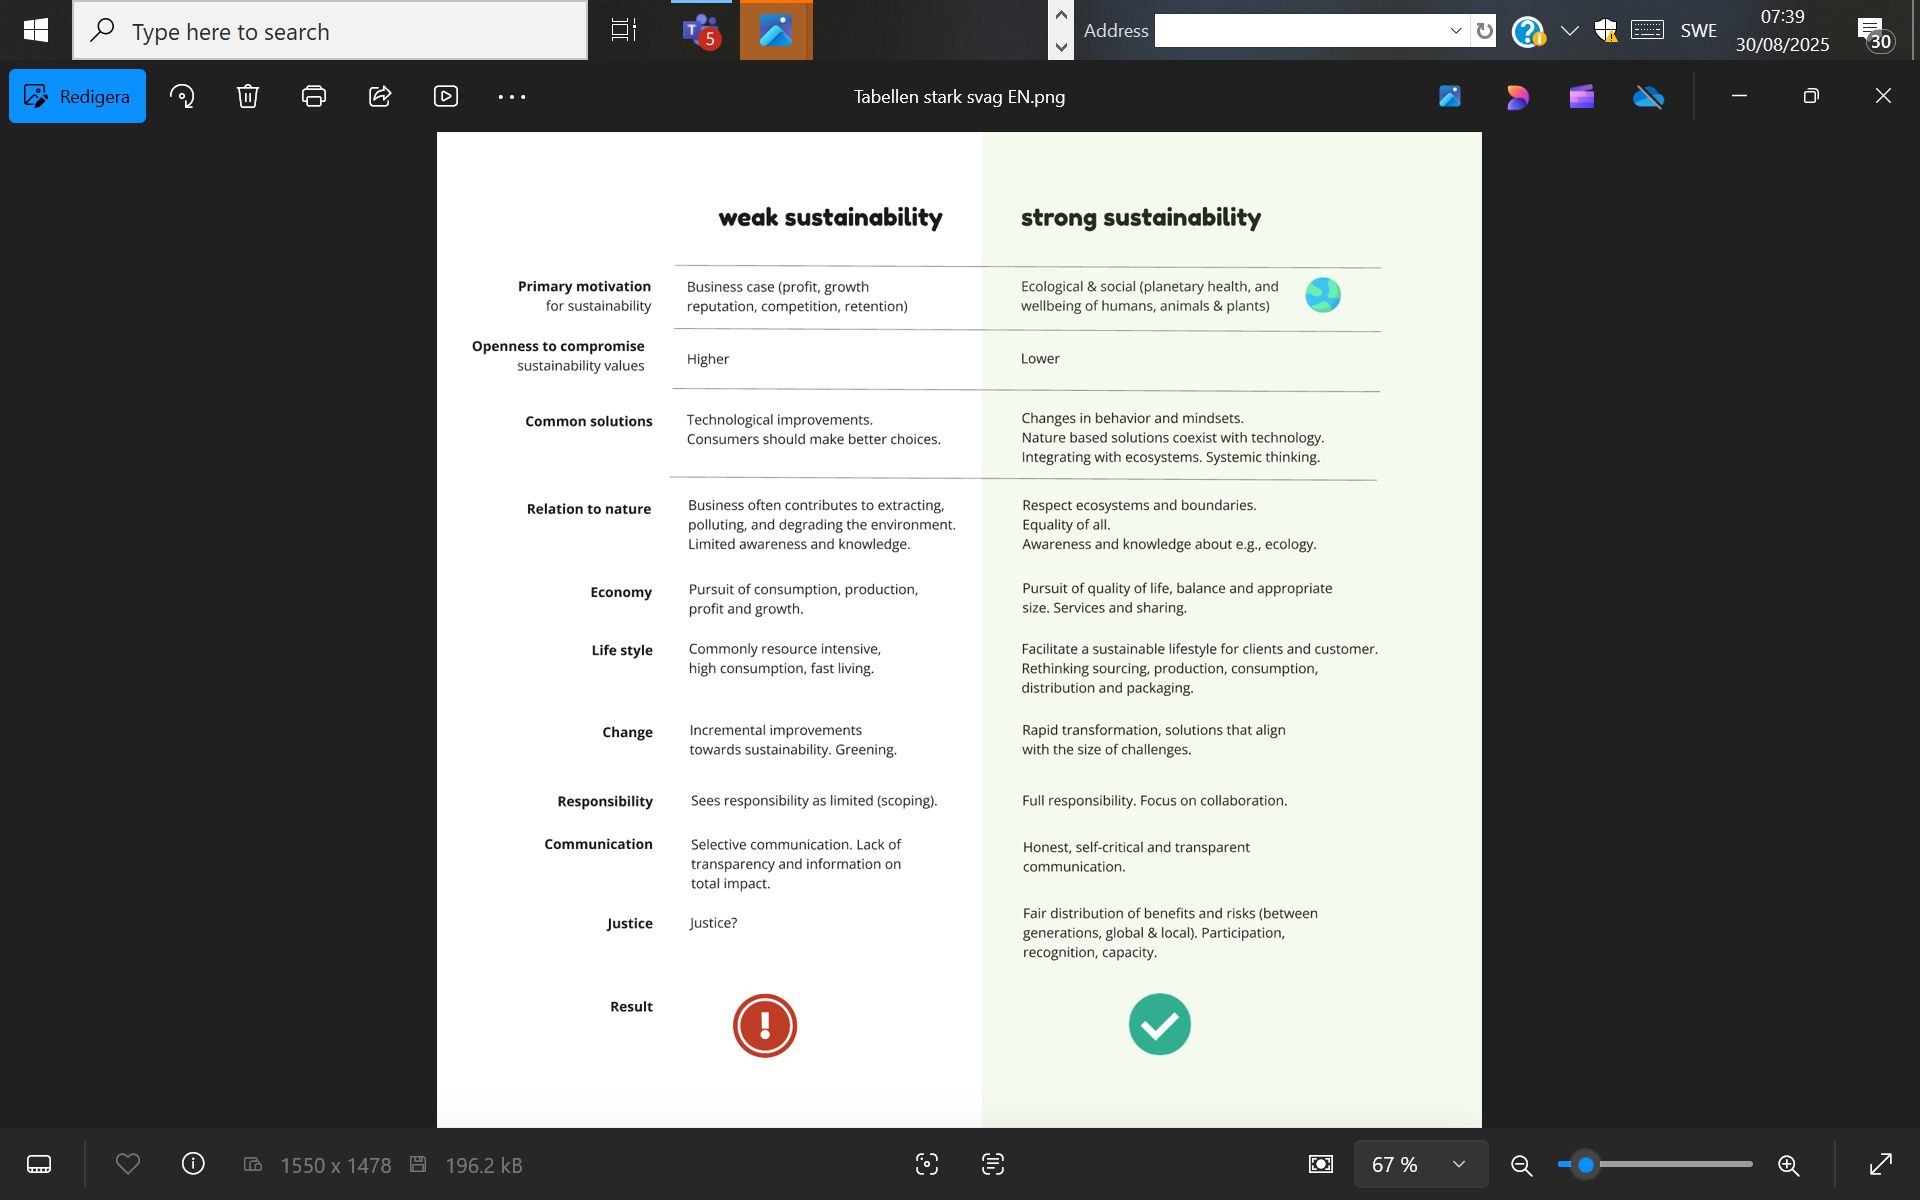 Type here to search
5
Address
SWE
07:39
30/08/2025
30
Redigera
Tabellen stark svag EN.png
weak sustainability
strong sustainability
Primary motivation
for sustainability
Business case (profit, growth
reputation, competition, retention)
Ecological & social (planetary health, and
wellbeing of humans, animals & plants)
Openness to compromise
sustainability values
Higher
Lower
Common solutions
Technological improvements.
Consumers should make better choices.
Changes in behavior and mindsets.
Nature based solutions coexist with technology.
Integrating with ecosystems. Systemic thinking.
Relation to nature
Business often contributes to extracting,
polluting, and degrading the environment.
Limited awareness and knowledge.
Respect ecosystems and boundaries.
Equality of all.
Awareness and knowledge about e.g., ecology.
Economy
Pursuit of consumption, production,
profit and growth.
Pursuit of quality of life, balance and appropriate
size. Services and sharing.
Life style
Commonly resource intensive,
high consumption, fast living.
Facilitate a sustainable lifestyle for clients and customer.
Rethinking sourcing, production, consumption,
distribution and packaging.
Change
Incremental improvements
towards sustainability. Greening.
Rapid transformation, solutions that align
with the size of challenges.
Responsibility
Sees responsibility as limited (scoping).
Full responsibility. Focus on collaboration.
Communication
Selective communication. Lack of
transparency and information on
total impact.
Honest, self-critical and transparent
communication.
Justice
Justice?
Fair distribution of benefits and risks (between
generations, global & local). Participation,
recognition, capacity.
Result
1550 x 1478
196.2 kB
67 %